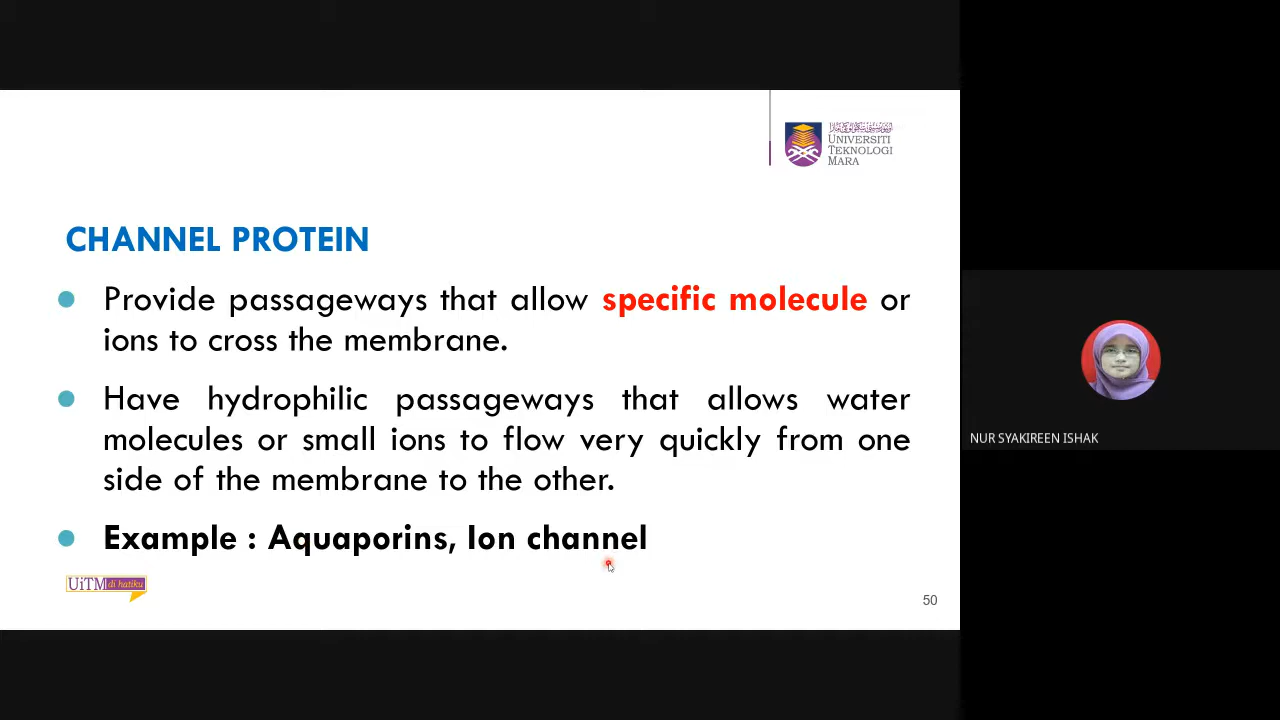 UNIVERSITI
TEKNOLOGI
MARA
CHANNEL PROTEIN
Provide passageways that allow specific molecule or
ions to cross the membrane.
Have hydrophilic passageways that allows water
molecules or small ions to flow very quickly from one
side of the membrane to the other.
Example : Aquaporins, Ion channel
UiTM di hatiku
50
NUR SYAKIREEN ISHAK